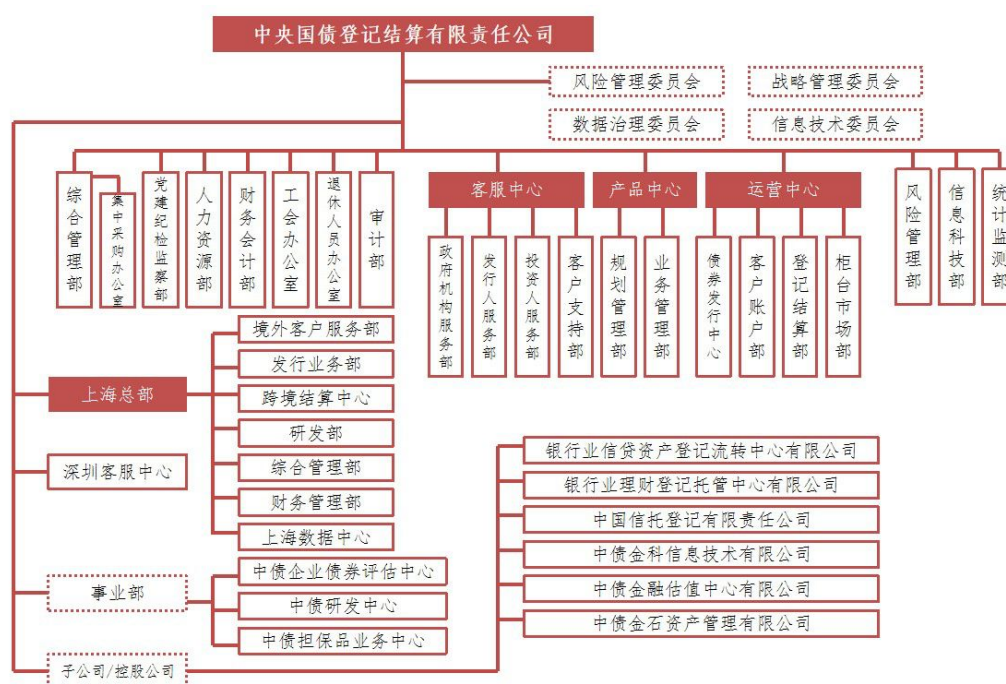 中央国债登记结算有限责任公司
风险管理委员会
战略管理委员会
数据治理委员会
信息技术委员会
综合管理部
集中采购办公室
党建纪检监察部
人力资源部
财务会计部
工会办公室
退休人员办公室
审计部
客服中心
产品中心
运营中心
风险管理部
信息科技部
统计监测部
政府机构服务部
发行人服务部
投资人服务部
客户支持部
规划管理部
业务管理部
债券发行中心
客户账户部
登记结算部
柜台市场部
上海总部
境外客户服务部
发行业务部
跨境结算中心
研发部
综合管理部
财务管理部
上海数据中心
深圳客服中心
事业部
中债企业债券评估中心
中债研发中心
中债担保品业务中心
子公司/控股公司
银行业信贷资产登记流转中心有限公司
银行业理财登记托管中心有限公司
中国信托登记有限责任公司
中债金科信息技术有限公司
中债金融估值中心有限公司
中债金石资产管理有限公司